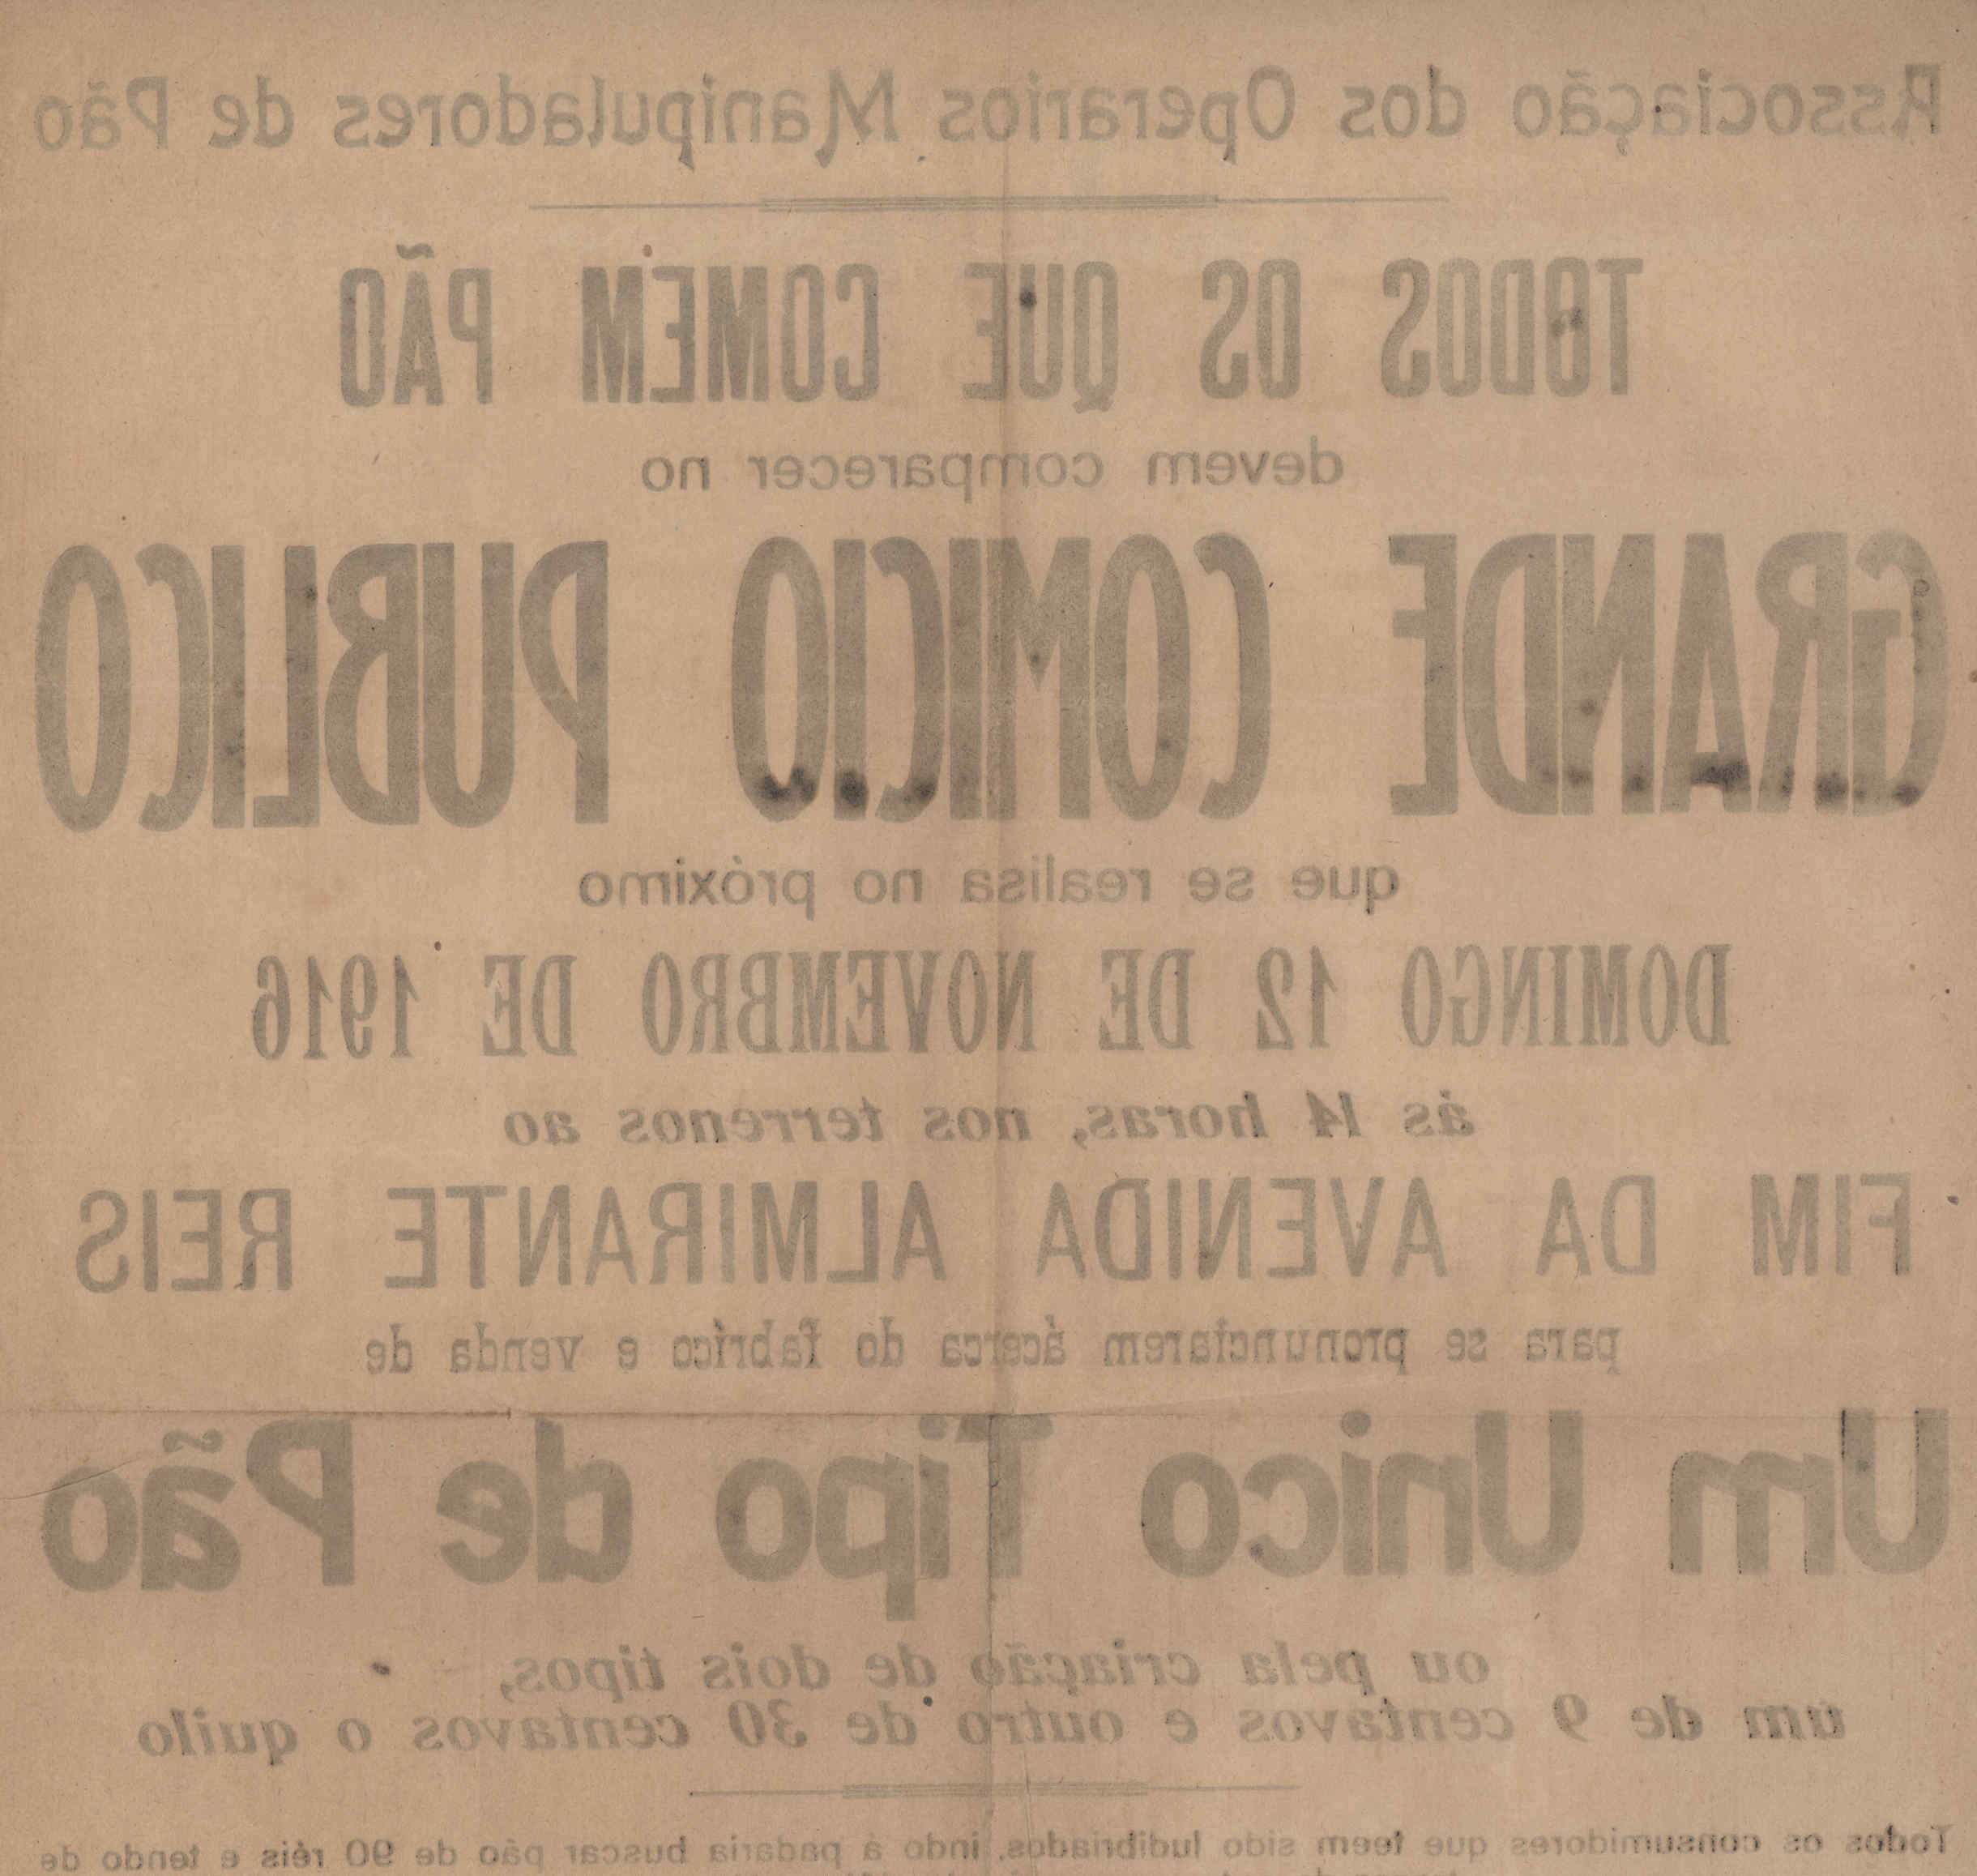 Associação dos Operarios Manipuladores de Pão
TODOS OS QUE COMEM PÃO
devem comparecer no
GRANDE COMICIO PUBLICO
que se realisa no pròximo
DOMINGO 12 DE NOVEMBRO DE 1916
ás 14 horas, nos terrenos ao
FIM DA AVENIDA ALMIRANTE REIS
para se pronunciarem àcerca do fabrico e venda de
Um Unico Tipo de Pão
ou pela criação de dois tipos,
um de 9 centavos e outro de 30 centavos o quilo
Todos os consumidores que teem sido ludibriados, indo à padaria buscar pão de 90 réis e tendo de